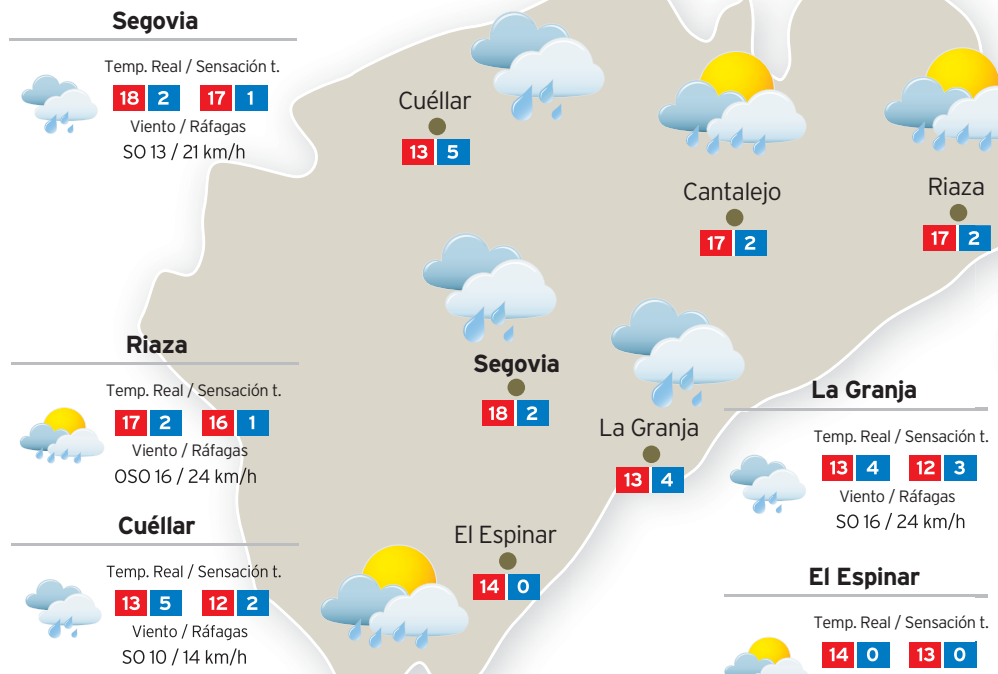 Segovia
Temp. Real / Sensación t.
18 2 17 1
Viento / Ráfagas
SO 13 / 21 km/h
Cuéllar
13 5
Cantalejo
17 2
Riaza
17 2
Segovia
18 2
La Granja
13 4
El Espinar
14 0
Riaza
Temp. Real / Sensación t.
17 2 16 1
Viento / Ráfagas
OSO 16 / 24 km/h
Cuéllar
Temp. Real / Sensación t.
13 5 12 2
Viento / Ráfagas
SO 10 / 14 km/h
La Granja
Temp. Real / Sensación t.
13 4 12 3
Viento / Ráfagas
SO 16 / 24 km/h
El Espinar
Temp. Real / Sensación t.
14 0 13 0